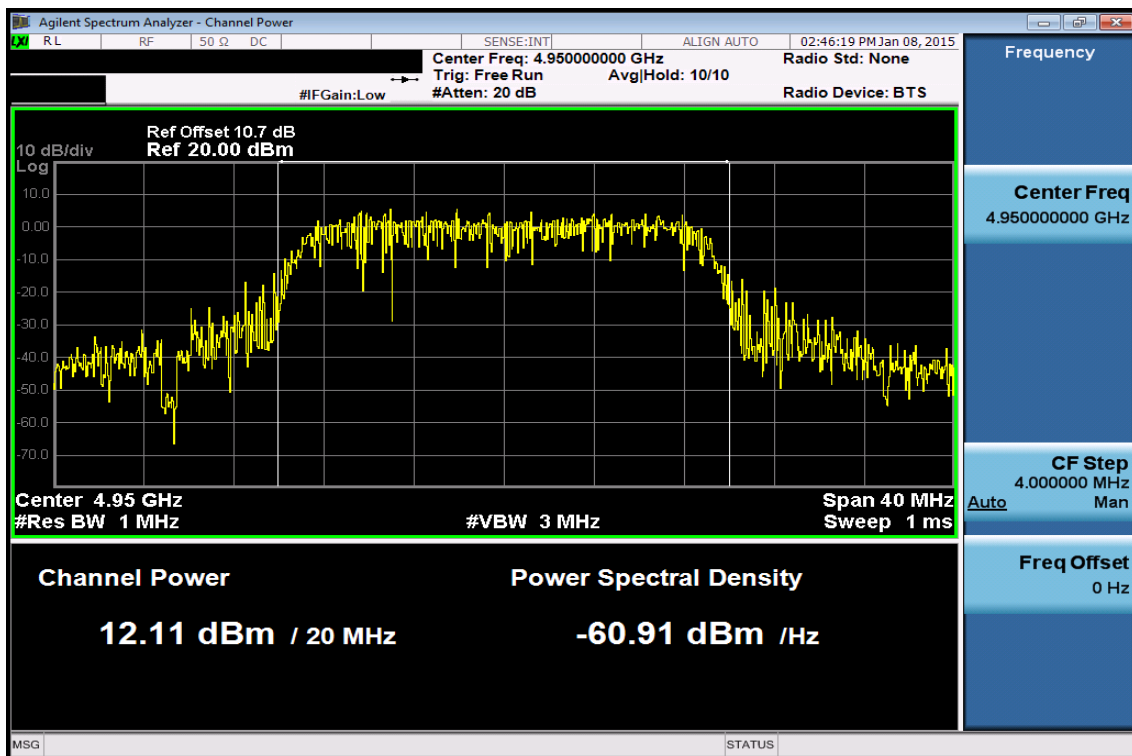 Agilent Spectrum Analyzer - Channel Power
LXI RL RF 50 Ω DC SENSE:INT ALIGN AUTO 02:46:19 PM Jan 08, 2015
Center Freq: 4.950000000 GHz Radio Std: None
Trig: Free Run Avg|Hold: 10/10
#IFGain:Low #Atten: 20 dB Radio Device: BTS
Ref Offset 10.7 dB
10 dB/div Ref 20.00 dBm
Log
10.0
0.00
-10.0
-20.0
-30.0
-40.0
-50.0
-60.0
-70.0
Center 4.95 GHz Span 40 MHz
#Res BW 1 MHz #VBW 3 MHz Sweep 1 ms
Channel Power Power Spectral Density
12.11 dBm / 20 MHz -60.91 dBm /Hz
MSG STATUS
Frequency
Center Freq
4.950000000 GHz
CF Step
4.000000 MHz
Auto Man
Freq Offset
0 Hz